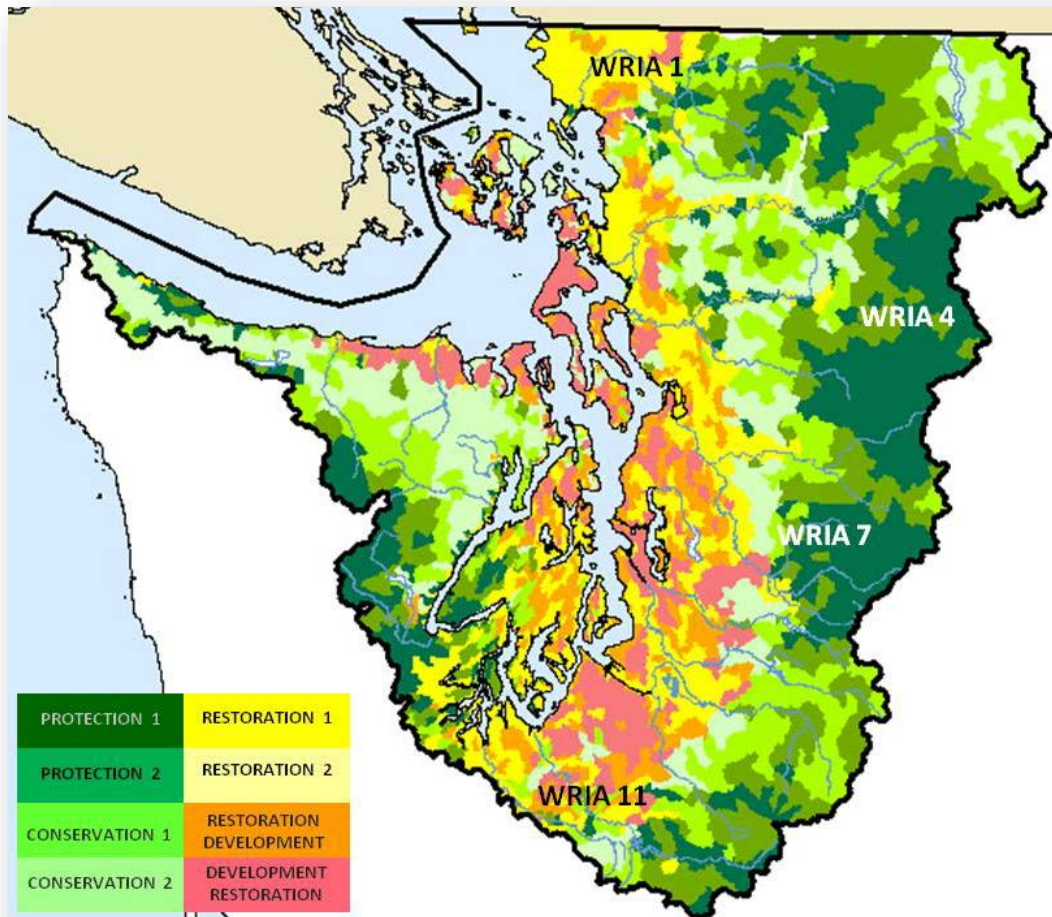 WRIA 1
WRIA 4
WRIA 7
WRIA 11
PROTECTION 1
RESTORATION 1
PROTECTION 2
RESTORATION 2
CONSERVATION 1
RESTORATION
DEVELOPMENT
CONSERVATION 2
DEVELOPMENT
RESTORATION